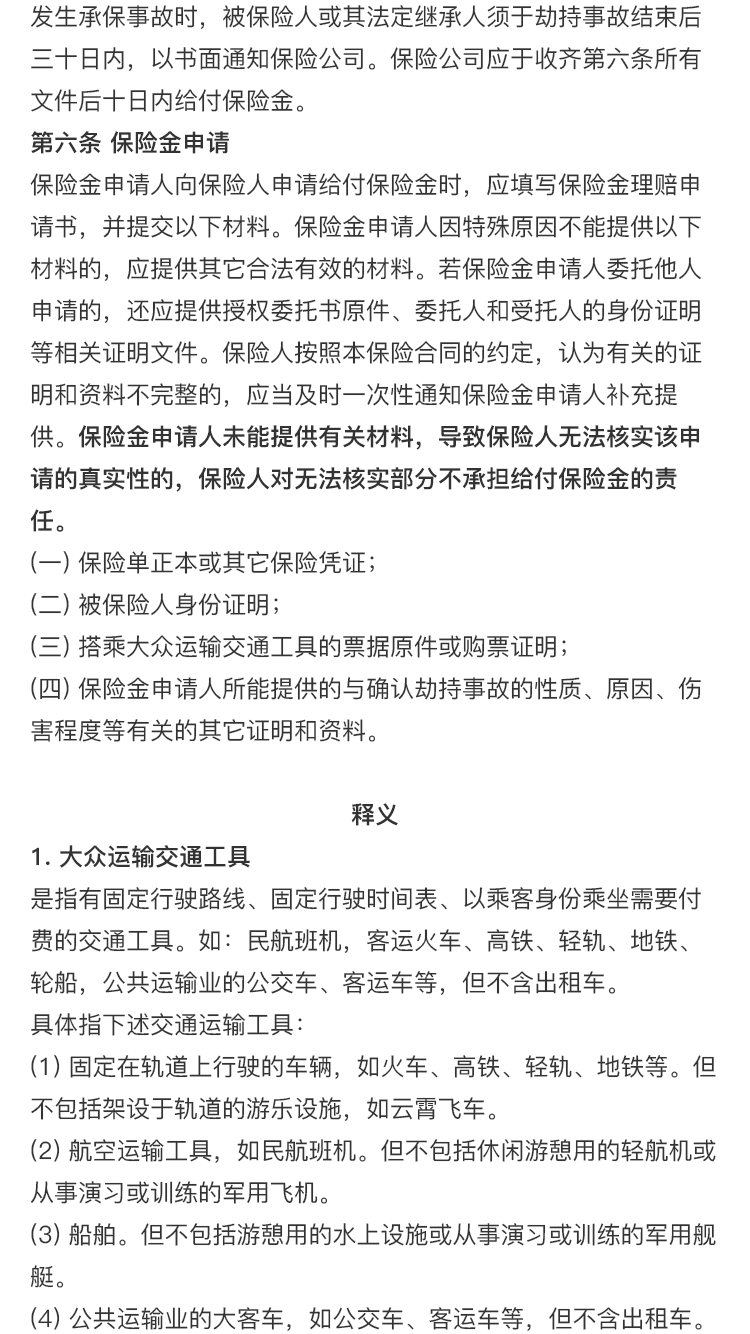 发生承保事故时，被保险人或其法定继承人须于劫持事故结束后
三十日内，以书面通知保险公司。保险公司应于收齐第六条所有
文件后十日内给付保险金。
第六条 保险金申请
保险金申请人向保险人申请给付保险金时，应填写保险金理赔申
请书，并提交以下材料。保险金申请人因特殊原因不能提供以下
材料的，应提供其它合法有效的材料。若保险金申请人委托他人
申请的，还应提供授权委托书原件、委托人和受托人的身份证明
等相关证明文件。保险人按照本保险合同的约定，认为有关的证
明和资料不完整的，应当及时一次性通知保险金申请人补充提
供。保险金申请人未能提供有关材料，导致保险人无法核实该申
请的真实性的，保险人对无法核实部分不承担给付保险金的责
任。
(一) 保险单正本或其它保险凭证；
(二) 被保险人身份证明；
(三) 搭乘大众运输交通工具的票据原件或购票证明；
(四) 保险金申请人所能提供的与确认劫持事故的性质、原因、伤
害程度等有关的其它证明和资料。
释义
1. 大众运输交通工具
是指有固定行驶路线、固定行驶时间表、以乘客身份乘坐需要付
费的交通工具。如：民航班机，客运火车、高铁、轻轨、地铁、
轮船，公共运输业的公交车、客运车等，但不含出租车。
具体指下述交通运输工具：
(1) 固定在轨道上行驶的车辆，如火车、高铁、轻轨、地铁等。但
不包括架设于轨道的游乐设施，如云霄飞车。
(2) 航空运输工具，如民航班机。但不包括休闲游憩用的轻航机或
从事演习或训练的军用飞机。
(3) 船舶。但不包括游憩用的水上设施或从事演习或训练的军用舰
艇。
(4) 公共运输业的大客车，如公交车、客运车等，但不含出租车。